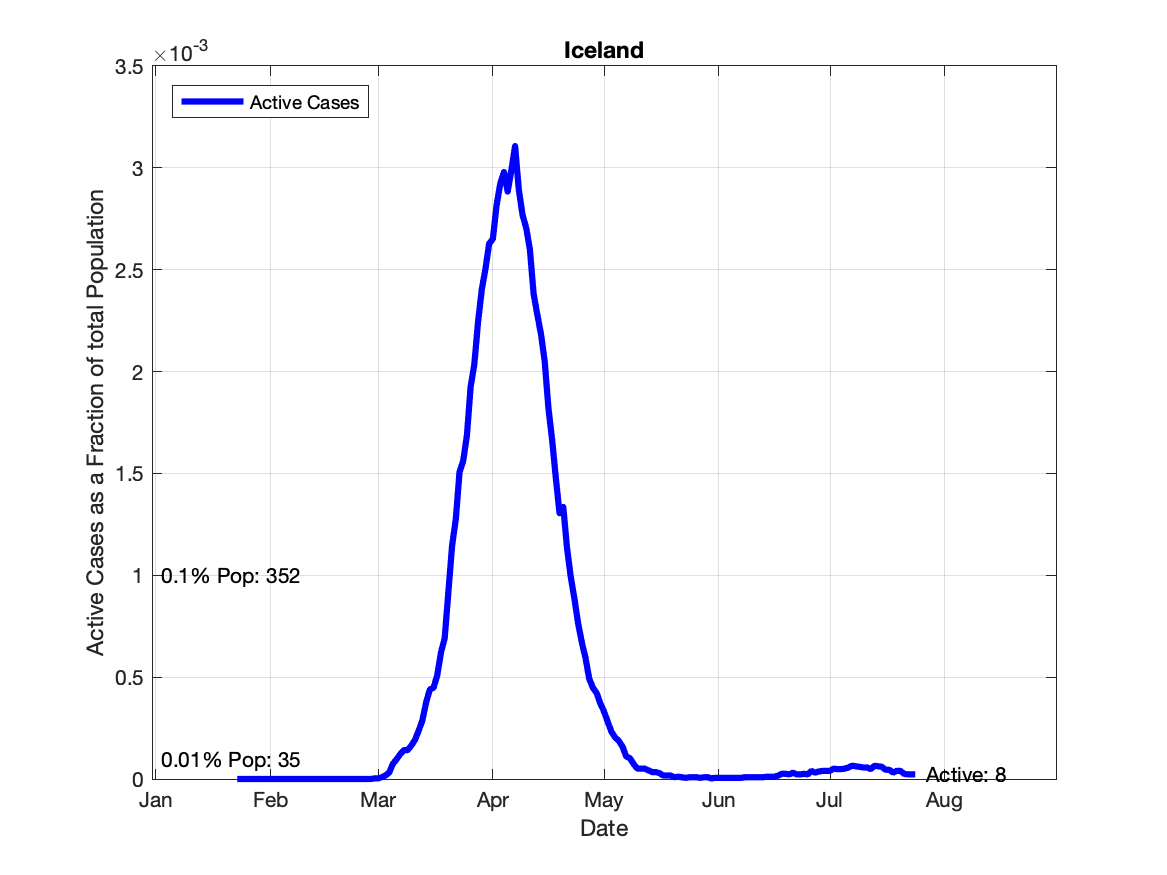 Iceland
×10-3
Active Cases
3.5
3
2.5
2
1.5
1
0.5
0
0.1% Pop: 352
0.01% Pop: 35
Active: 8
Active Cases as a Fraction of total Population
Jan Feb Mar Apr May Jun Jul Aug
Date